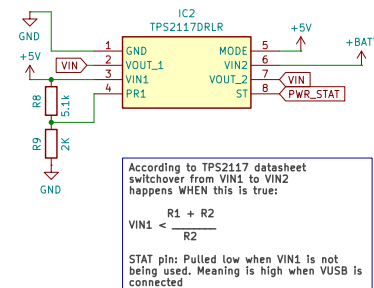 IC2
TPS2117DRLR
GND
+5V
+BAT
1 GND MODE 5
VIN 2 VOUT_1 VIN2 6
+5V 3 VIN1 VOUT_2 7 VIN
4 PR1 ST 8 PWR_STAT
R8 5.1k
R9 2K
GND
According to TPS2117 datasheet
switchover from VIN1 to VIN2
happens WHEN this is true:
R1 + R2
VIN1 < ______
R2
STAT pin: Pulled low when VIN1 is not
being used. Meaning is high when VUSB is
connected